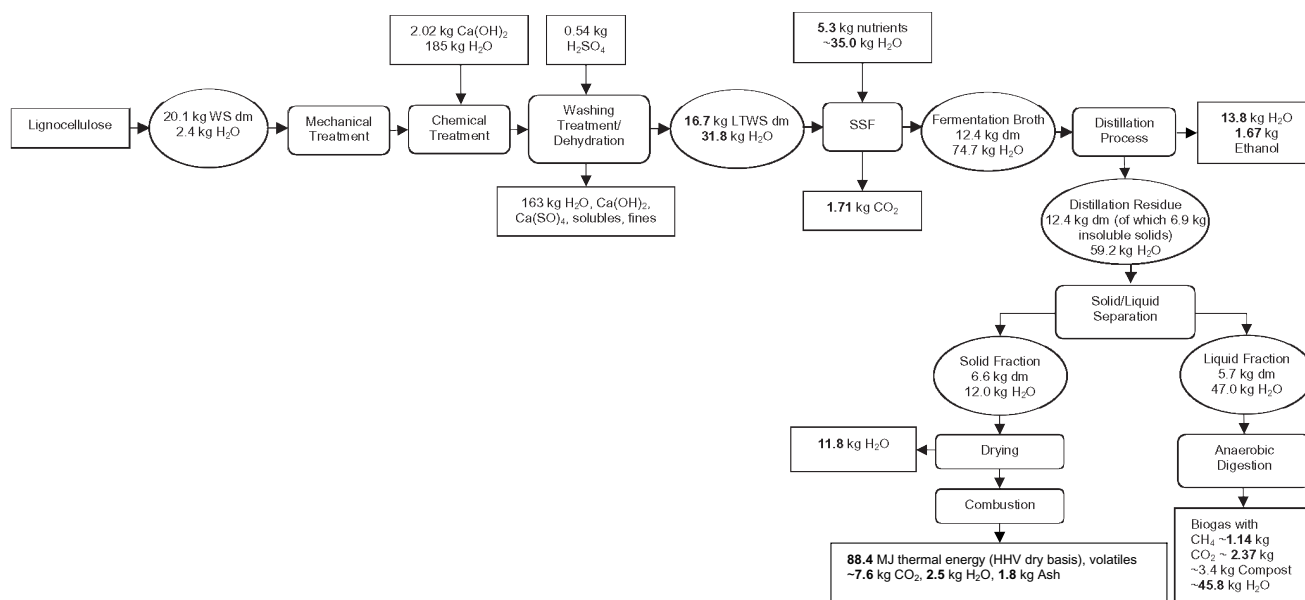 2.02 kg Ca(OH)₂
185 kg H₂O
0.54 kg
H₂SO₄
5.3 kg nutrients
~35.0 kg H₂O
Lignocellulose
20.1 kg WS dm
2.4 kg H₂O
Mechanical
Treatment
Chemical
Treatment
Washing
Treatment/
Dehydration
16.7 kg LTWS dm
31.8 kg H₂O
SSF
Fermentation Broth
12.4 kg dm
74.7 kg H₂O
Distillation
Process
13.8 kg H₂O
1.67 kg
Ethanol
163 kg H₂O, Ca(OH)₂,
Ca(SO)₄, solubles, fines
1.71 kg CO₂
Distillation Residue
12.4 kg dm (of which 6.9 kg
insoluble solids)
59.2 kg H₂O
Solid/Liquid
Separation
Solid Fraction
6.6 kg dm
12.0 kg H₂O
Liquid Fraction
5.7 kg dm
47.0 kg H₂O
11.8 kg H₂O
Drying
Anaerobic
Digestion
Combustion
88.4 MJ thermal energy (HHV dry basis), volatiles
~7.6 kg CO₂, 2.5 kg H₂O, 1.8 kg Ash
Biogas with
CH₄ ~1.14 kg
CO₂ ~ 2.37 kg
~3.4 kg Compost
~45.8 kg H₂O